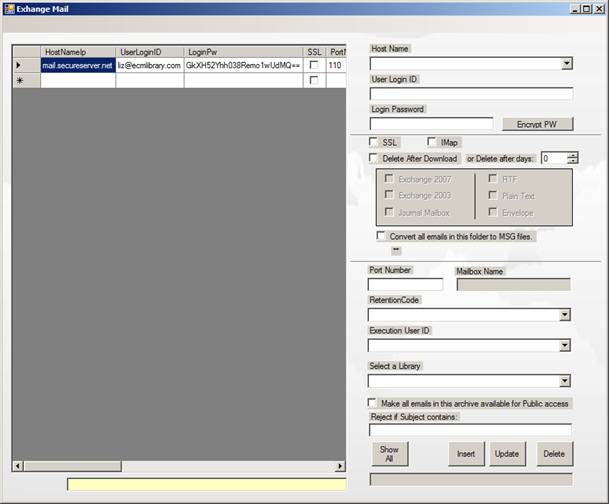 Exhange Mail
HostNameIp UserLoginID LoginPw SSL PortN
mail.secureserver.net liz@ecmlibrary.com 110
Host Name
User Login ID
Login Password
Encrypt PW
SSL IMap
Delete After Download or Delete after days: 0
Exchange 2007 RTF
Exchange 2003 Plain Text
Journal Mailbox Envelope
Convert all emails in this folder to MSG files.
Port Number Mailbox Name
RetentionCode
Execution User ID
Select a Library
Make all emails in this archive available for Public access
Reject if Subject contains:
Show All Insert Update Delete